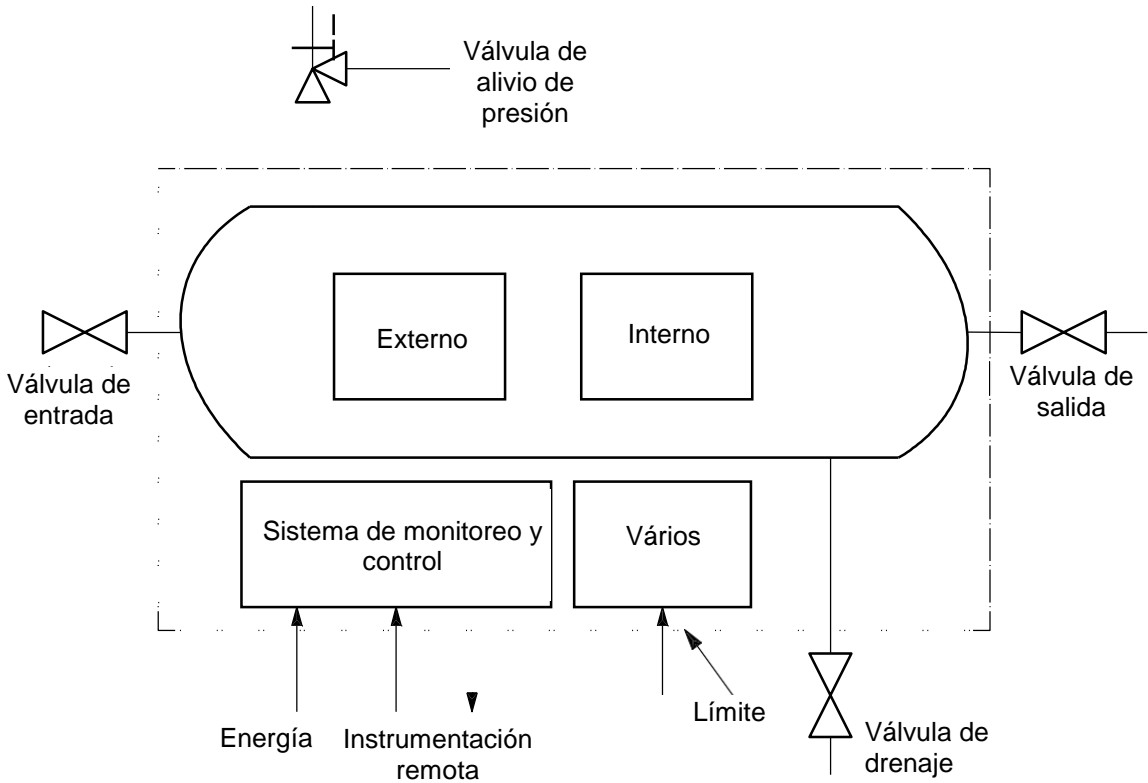 Válvula de
alivio de
presión
Externo
Interno
Válvula de
entrada
Válvula de
salida
Sistema de monitoreo y
control
Vários
Energía
Instrumentación
remota
Límite
Válvula de
drenaje